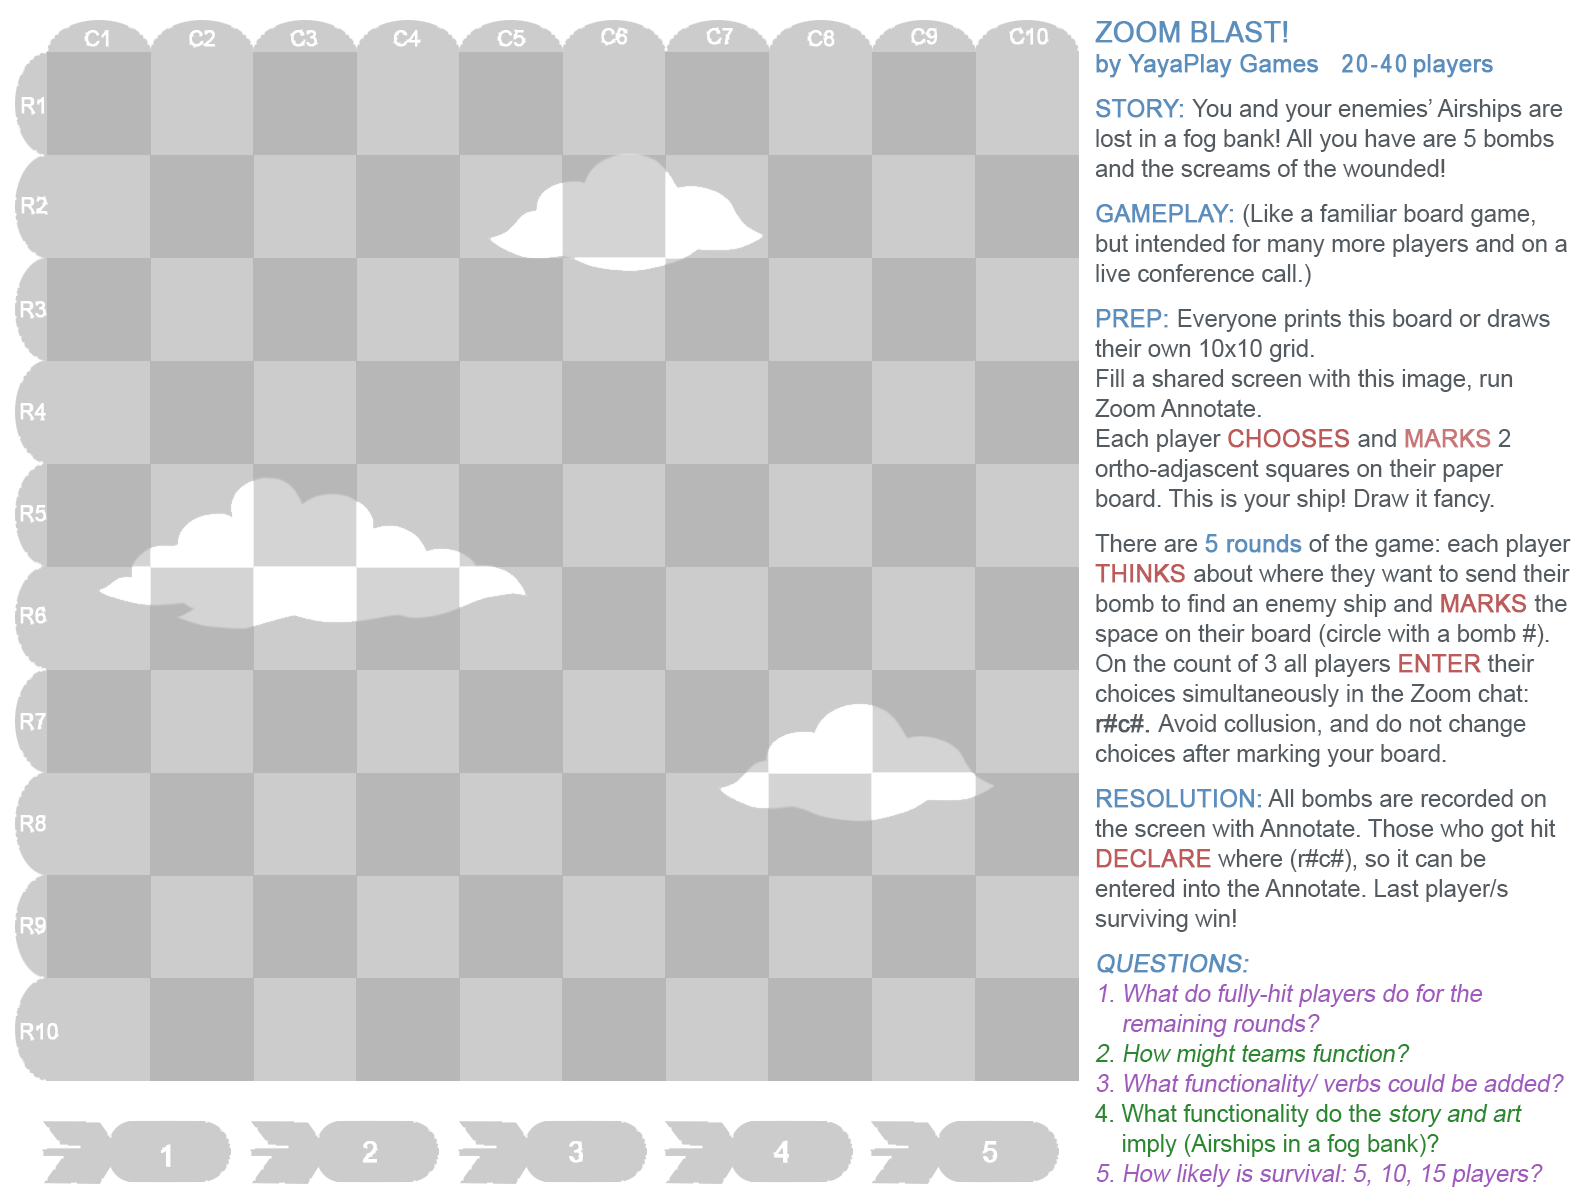 C1 C2 C3 C4 C5 C6 C7 C8 C9 C10
R1
R2
R3
R4
R5
R6
R7
R8
R9
R10
1 2 3 4 5
ZOOM BLAST!
by YayaPlay Games 20-40 players
STORY: You and your enemies’ Airships are
lost in a fog bank! All you have are 5 bombs
and the screams of the wounded!
GAMEPLAY: (Like a familiar board game,
but intended for many more players and on a
live conference call.)
PREP: Everyone prints this board or draws
their own 10x10 grid.
Fill a shared screen with this image, run
Zoom Annotate.
Each player CHOOSES and MARKS 2
ortho-adjascent squares on their paper
board. This is your ship! Draw it fancy.
There are 5 rounds of the game: each player
THINKS about where they want to send their
bomb to find an enemy ship and MARKS the
space on their board (circle with a bomb #).
On the count of 3 all players ENTER their
choices simultaneously in the Zoom chat:
r#c#. Avoid collusion, and do not change
choices after marking your board.
RESOLUTION: All bombs are recorded on
the screen with Annotate. Those who got hit
DECLARE where (r#c#), so it can be
entered into the Annotate. Last player/s
surviving win!
QUESTIONS:
1. What do fully-hit players do for the
remaining rounds?
2. How might teams function?
3. What functionality/ verbs could be added?
4. What functionality do the story and art
imply (Airships in a fog bank)?
5. How likely is survival: 5, 10, 15 players?